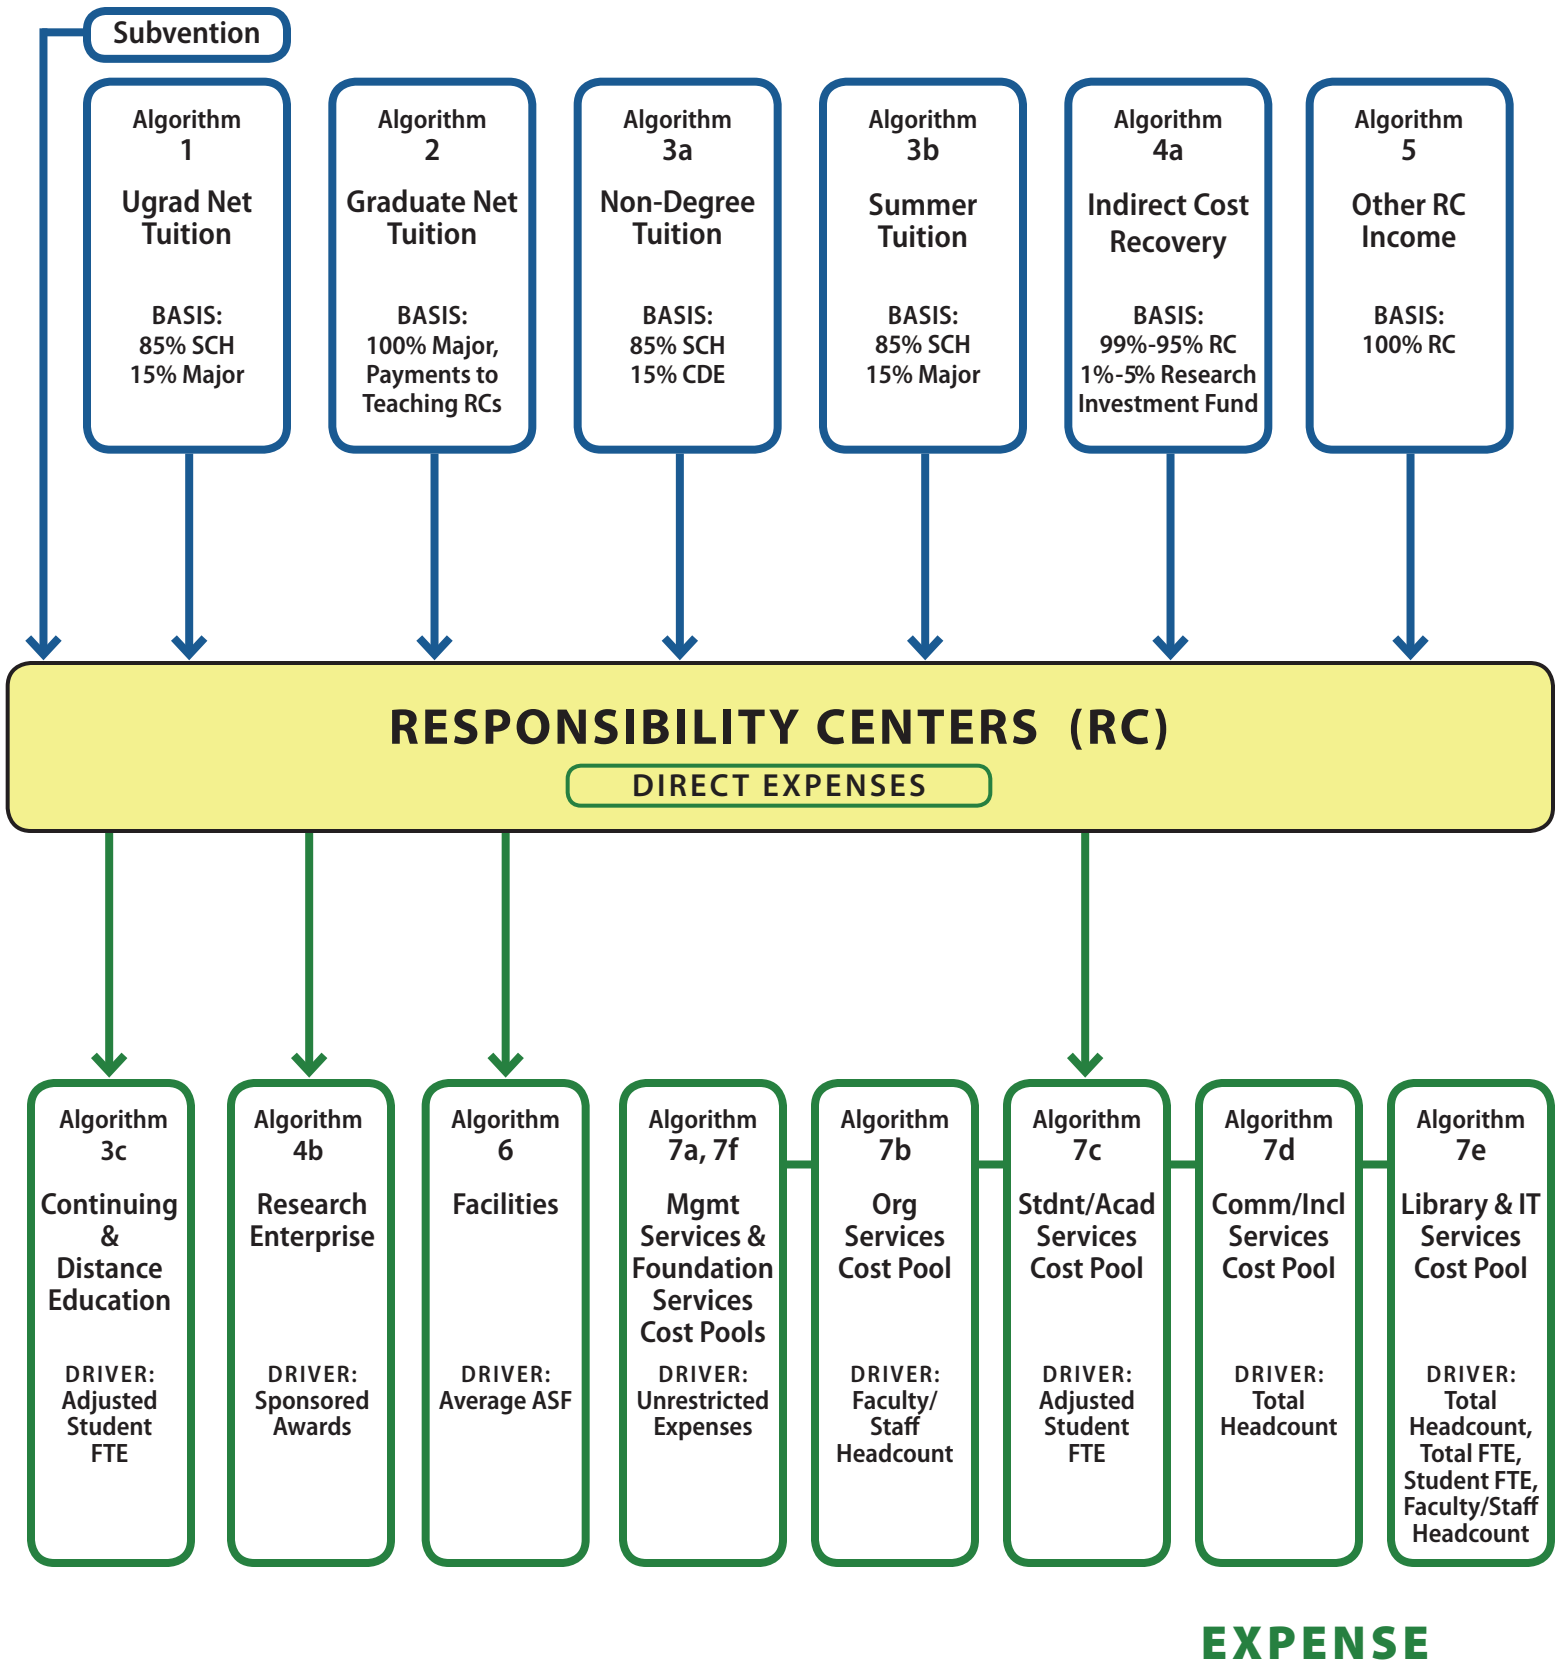 Subvention
Algorithm
1
Ugrad Net
Tuition
BASIS:
85% SCH
15% Major
Algorithm
2
Graduate Net
Tuition
BASIS:
100% Major,
Payments to
Teaching RCs
Algorithm
3a
Non-Degree
Tuition
BASIS:
85% SCH
15% CDE
Algorithm
3b
Summer
Tuition
BASIS:
85% SCH
15% Major
Algorithm
4a
Indirect Cost
Recovery
BASIS:
99%-95% RC
1%-5% Research
Investment Fund
Algorithm
5
Other RC
Income
BASIS:
100% RC
RESPONSIBILITY CENTERS (RC)
DIRECT EXPENSES
Algorithm
3c
Continuing
&
Distance
Education
DRIVER:
Adjusted
Student
FTE
Algorithm
4b
Research
Enterprise
DRIVER:
Sponsored
Awards
Algorithm
6
Facilities
DRIVER:
Average ASF
Algorithm
7a, 7f
Mgmt
Services &
Foundation
Services
Cost Pools
DRIVER:
Unrestricted
Expenses
Algorithm
7b
Org
Services
Cost Pool
DRIVER:
Faculty/
Staff
Headcount
Algorithm
7c
Stdnt/Acad
Services
Cost Pool
DRIVER:
Adjusted
Student
FTE
Algorithm
7d
Comm/Incl
Services
Cost Pool
DRIVER:
Total
Headcount
Algorithm
7e
Library & IT
Services
Cost Pool
DRIVER:
Total
Headcount,
Total FTE,
Student FTE,
Faculty/Staff
Headcount
EXPENSE